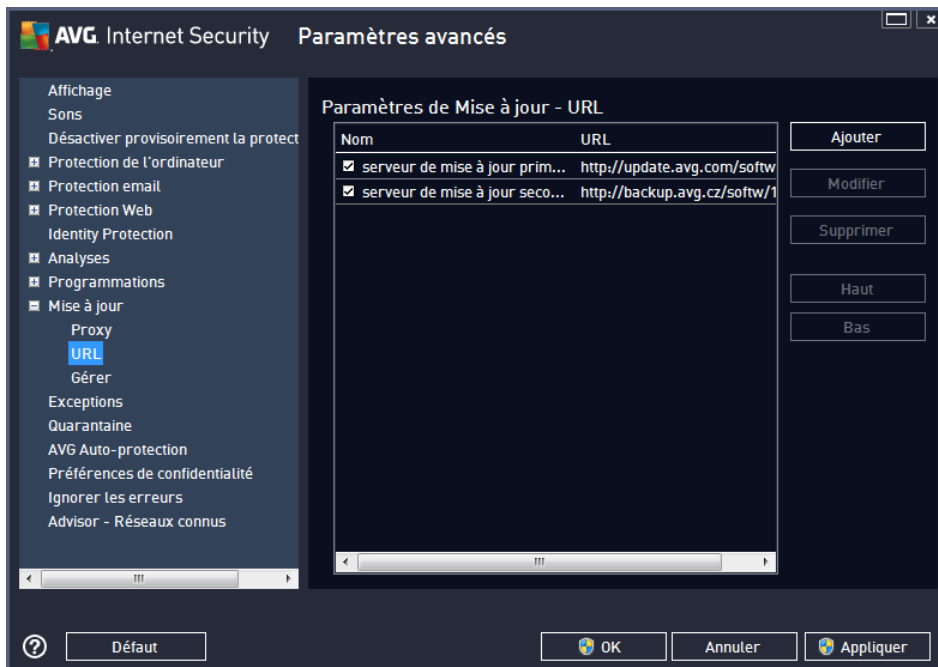 AVG. Internet Security Paramètres avancés
Affichage
Sons
Désactiver provisoirement la protect
Protection de l'ordinateur
Protection email
Protection Web
Identity Protection
Analyses
Programmations
Mise à jour
Proxy
URL
Gérer
Exceptions
Quarantaine
AVG Auto-protection
Préférences de confidentialité
Ignorer les erreurs
Advisor - Réseaux connus
Paramètres de Mise à jour - URL
Nom URL
serveur de mise à jour prim... http://update.avg.com/softw
serveur de mise à jour seco... http://backup.avg.cz/softw/1
Ajouter
Modifier
Supprimer
Haut
Bas
Défaut
OK
Annuler
Appliquer